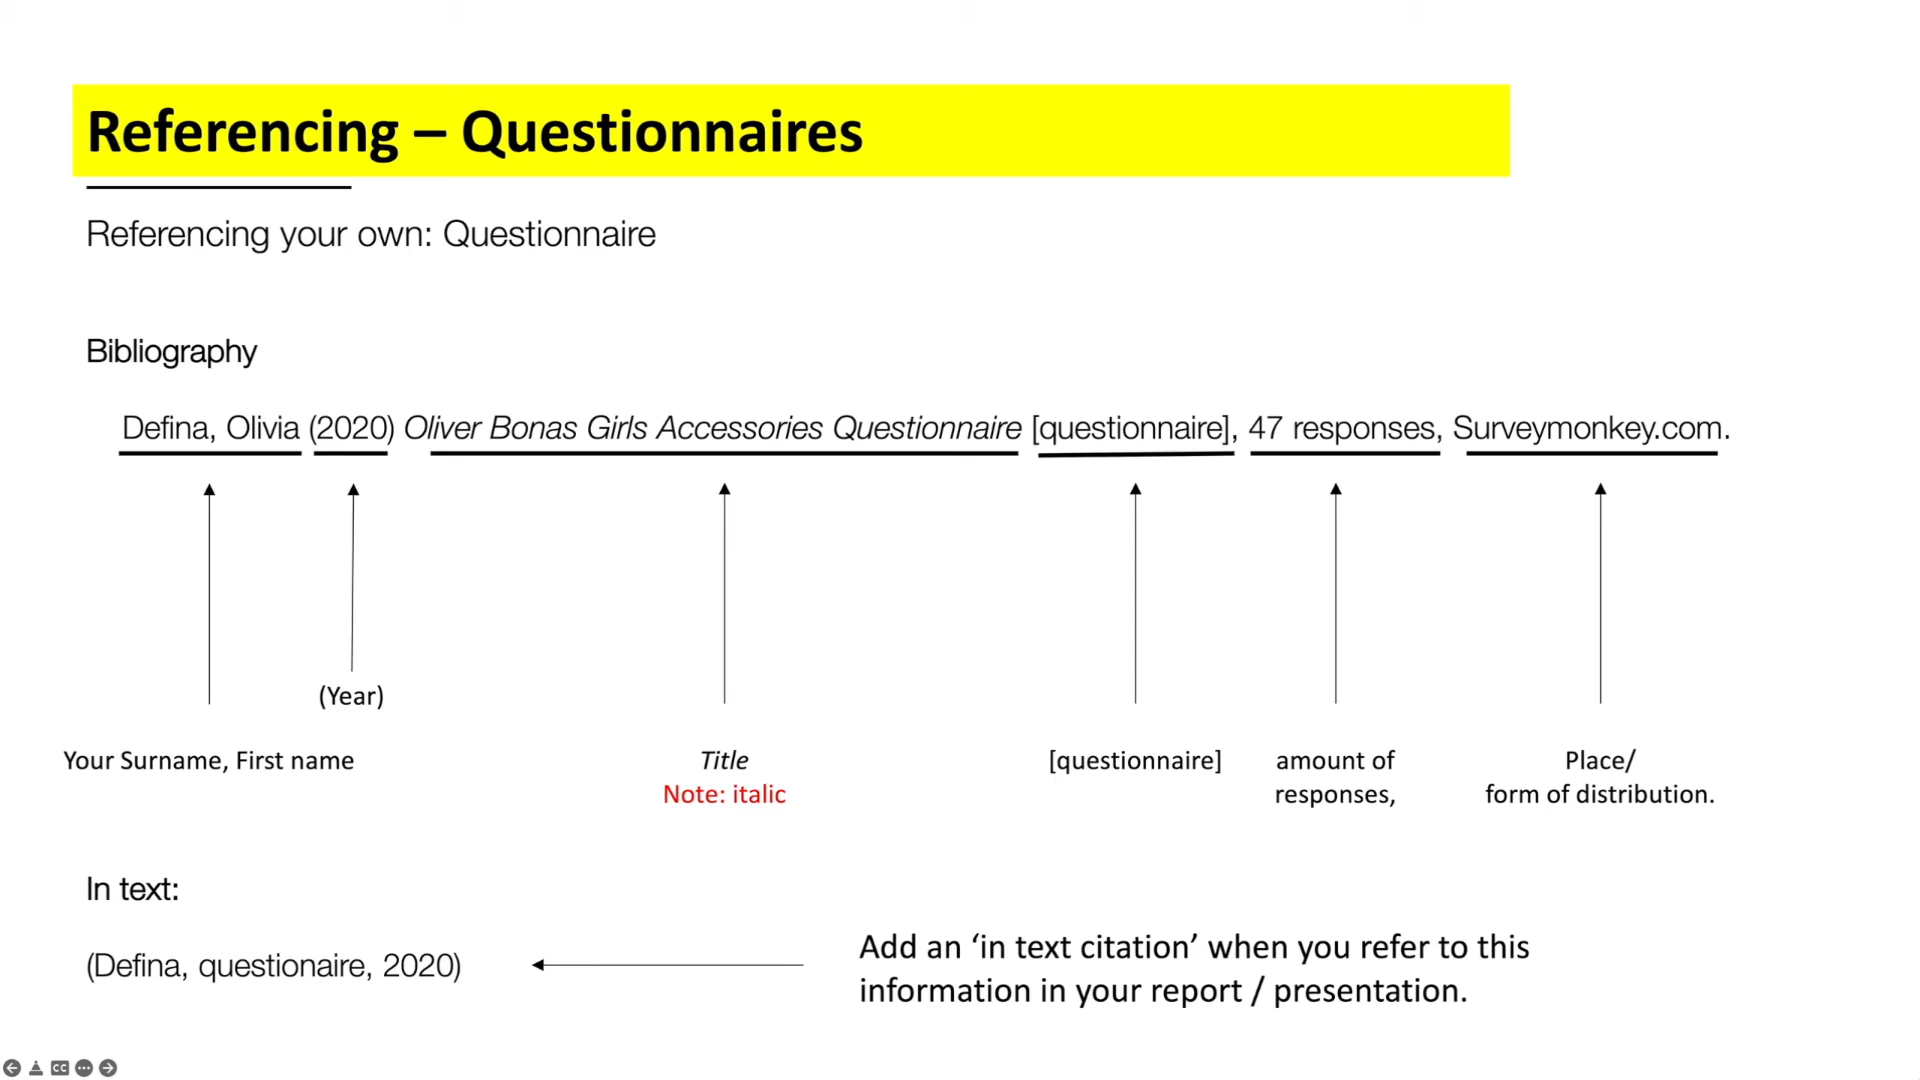 Referencing – Questionnaires
Referencing your own: Questionnaire
Bibliography
Defina, Olivia (2020) Oliver Bonas Girls Accessories Questionnaire [questionnaire], 47 responses, Surveymonkey.com.
(Year)
Your Surname, First name
Title
Note: italic
[questionnaire]
amount of
responses,
Place/
form of distribution.
In text:
(Defina, questionaire, 2020)
Add an ‘in text citation’ when you refer to this
information in your report / presentation.
CC